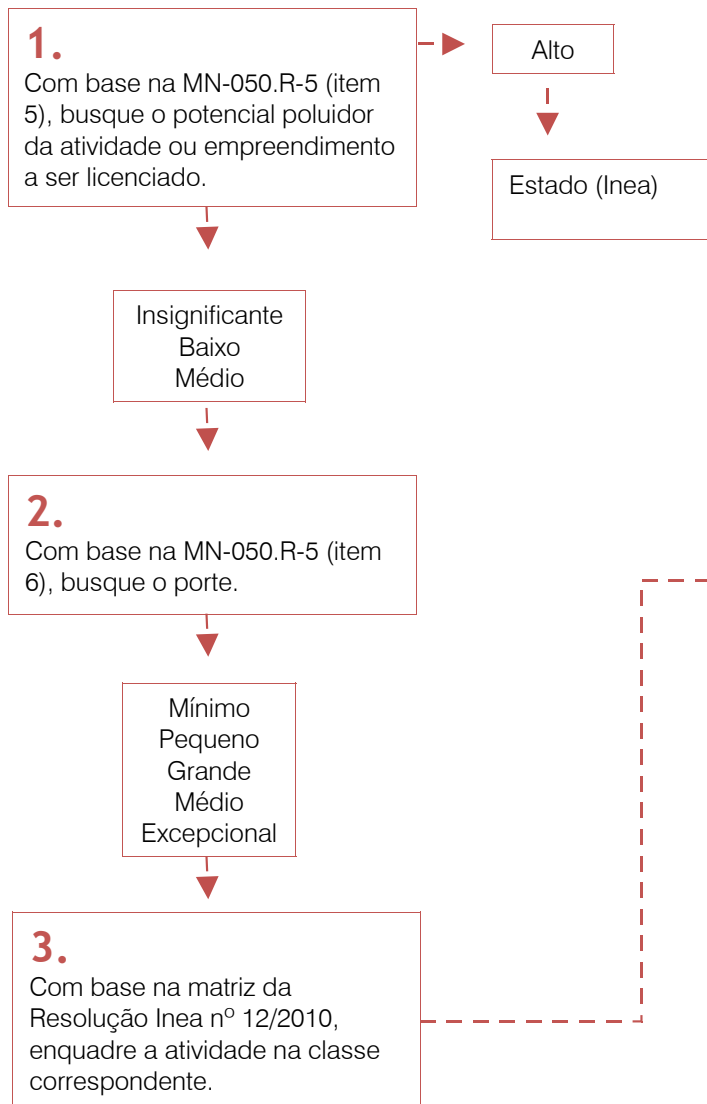 1.
Com base na MN-050.R-5 (item
5), busque o potencial poluidor
da atividade ou empreendimento
a ser licenciado.
Alto
Estado (Inea)
Insignificante
Baixo
Médio
2.
Com base na MN-050.R-5 (item
6), busque o porte.
Mínimo
Pequeno
Grande
Médio
Excepcional
3.
Com base na matriz da
Resolução Inea nº 12/2010,
enquadre a atividade na classe
correspondente.